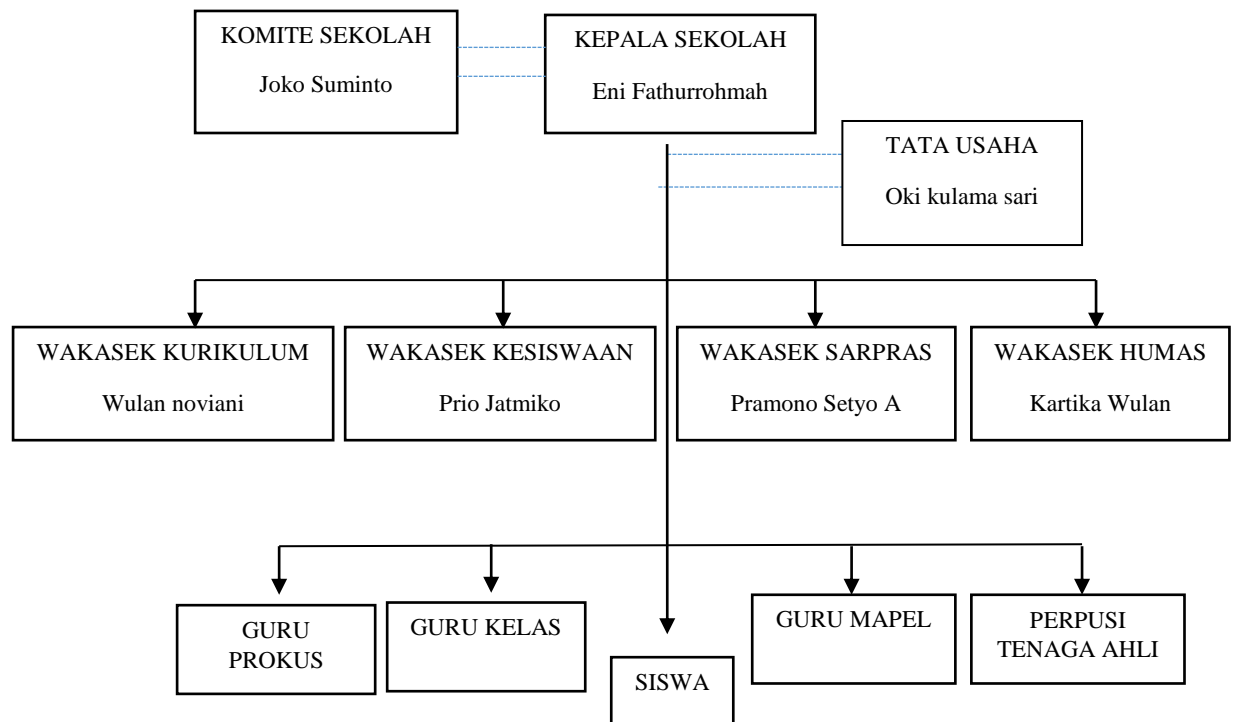 KOMITE SEKOLAH
Joko Suminto
KEPALA SEKOLAH
Eni Fathurrohmah
TATA USAHA
Oki kulama sari
WAKASEK KURIKULUM
Wulan noviani
WAKASEK KESISWAAN
Prio Jatmiko
WAKASEK SARPRAS
Pramono Setyo A
WAKASEK HUMAS
Kartika Wulan
GURU
PROKUS
GURU KELAS
SISWA
GURU MAPEL
PERPUSI
TENAGA AHLI